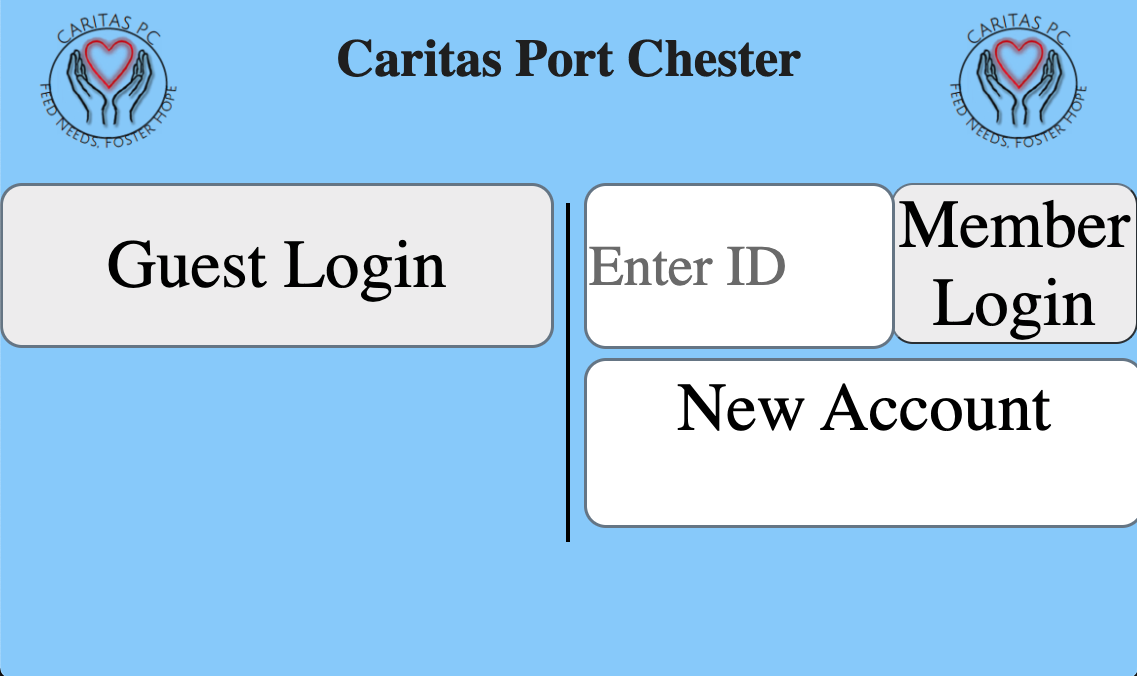 CARITAS PC
FEED NEEDS, FOSTER HOPE
Caritas Port Chester
CARITAS PC
FEED NEEDS, FOSTER HOPE
Guest Login
Enter ID
Member
Login
New Account